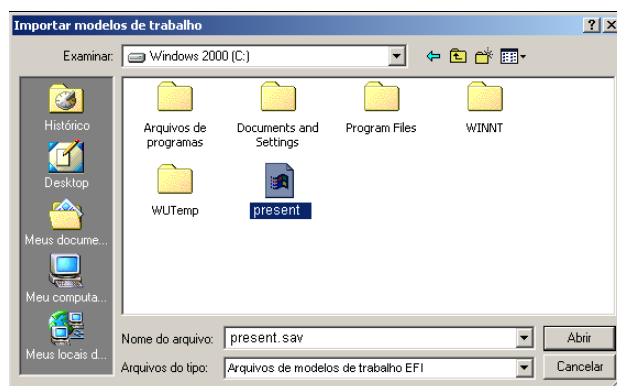 Importar modelos de trabalho
Examinar:
Windows 2000 (C:)
Histórico
Desktop
Meus docume...
Meu computa...
Meus locais d...
Arquivos de
programas
Documents and
Settings
Program Files
WINNT
WUTemp
present
Nome do arquivo:
present.sav
Abrir
Arquivos do tipo:
Arquivos de modelos de trabalho EFI
Cancelar